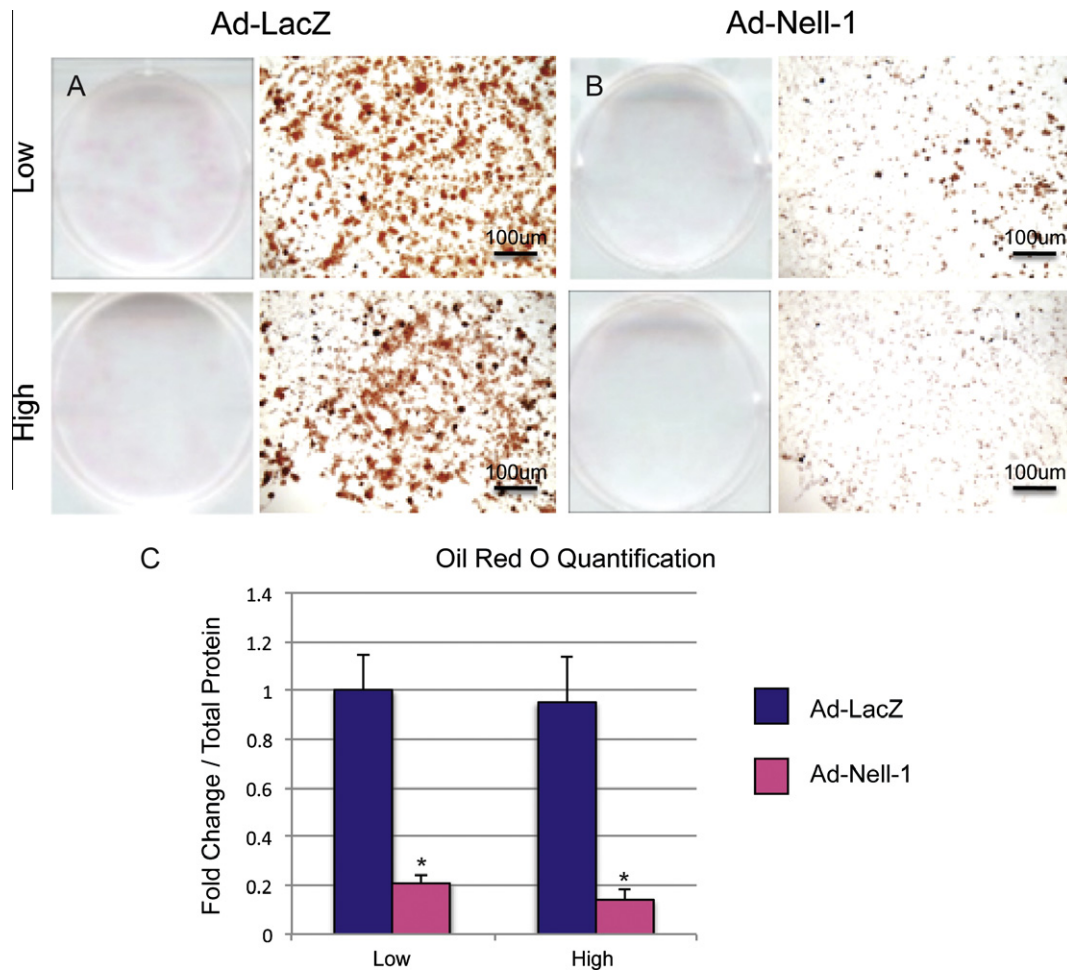 Ad-LacZ
Ad-Nell-1
Low
A
100um
B
100um
High
100um
100um
C
Oil Red O Quantification
Fold Change / Total Protein
1.4
1.2
1
0.8
0.6
0.4
0.2
0
*
*
Low
High
Ad-LacZ
Ad-Nell-1